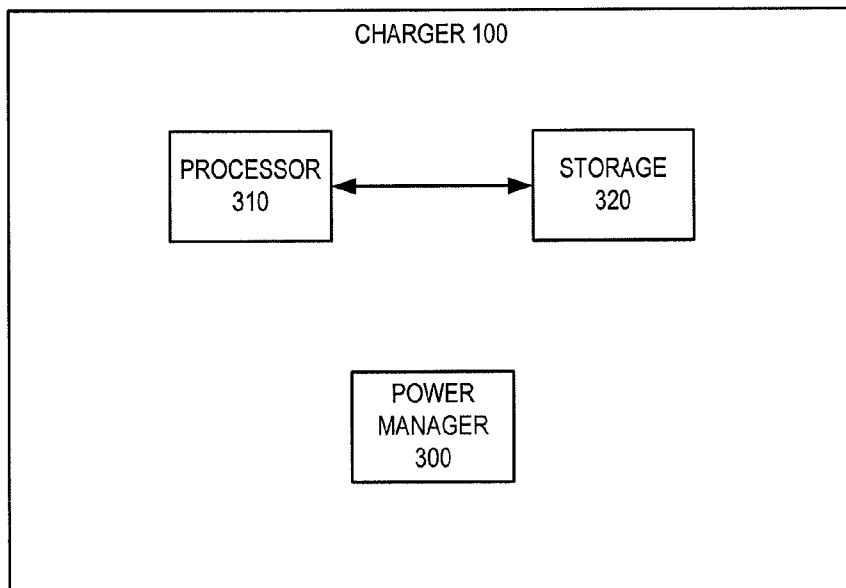 CHARGER 100
PROCESSOR
310
STORAGE
320
POWER
MANAGER
300